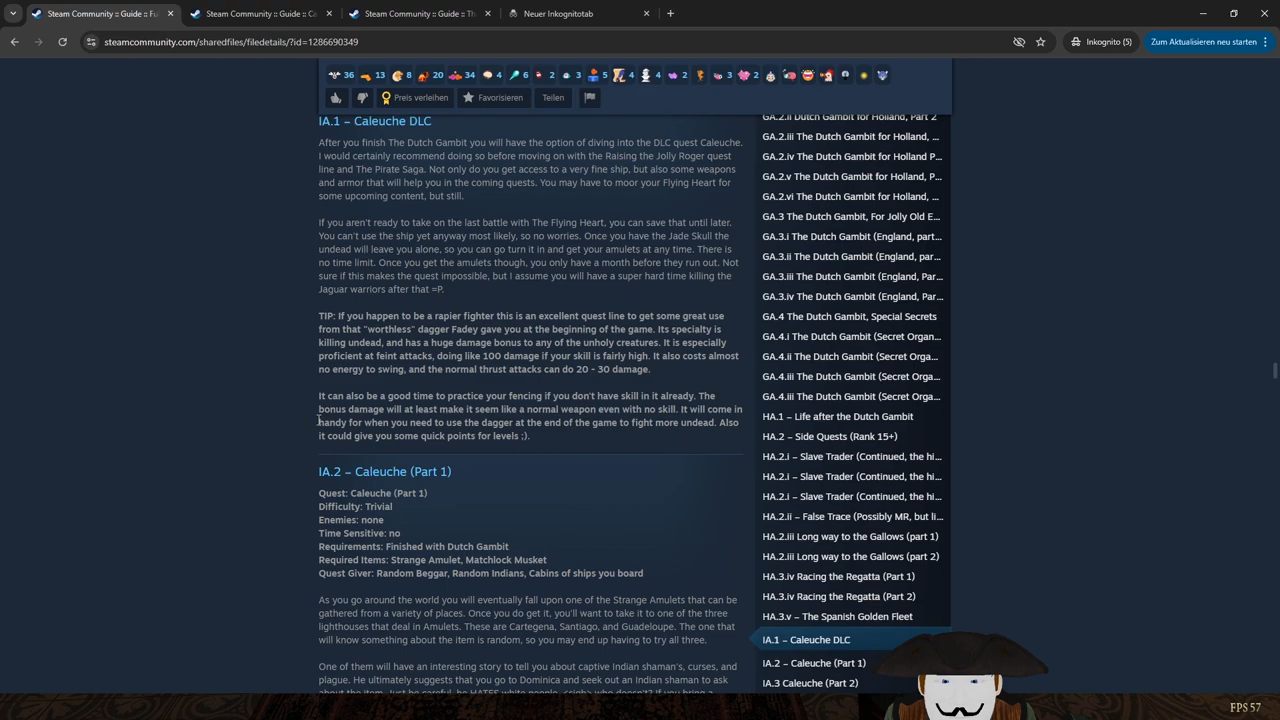 Steam Community :: Guide :: Fu
Steam Community :: Guide :: Ca
Steam Community :: Guide :: Th
Neuer Inkognitotab
steamcommunity.com/sharedfiles/filedetails/?id=1286690349
Inkognito (5)
Zum Aktualisieren neu starten
36 13 8 20 34 4 6 2 3 5 4 4 2 3 2
Preis verleihen
Favorisieren
Teilen
IA.1 – Caleuche DLC
After you finish The Dutch Gambit you will have the option of diving into the DLC quest Caleuche.
I would certainly recommend doing so before moving on with the Raising the Jolly Roger quest
line and The Pirate Saga. Not only do you get access to a very fine ship, but also some weapons
and armor that will help you in the coming quests. You may have to moor your Flying Heart for
some upcoming content, but still.
If you aren't ready to take on the last battle with The Flying Heart, you can save that until later.
You can't use the ship yet anyway most likely, so no worries. Once you have the Jade Skull the
undead will leave you alone, so you can go turn it in and get your amulets at any time. There is
no time limit. Once you get the amulets though, you only have a month before they run out. Not
sure if this makes the quest impossible, but I assume you will have a super hard time killing the
Jaguar warriors after that =P.
TIP: If you happen to be a rapier fighter this is an excellent quest line to get some great use
from that "worthless" dagger Fadey gave you at the beginning of the game. Its specialty is
killing undead, and has a huge damage bonus to any of the unholy creatures. It is especially
proficient at feint attacks, doing like 100 damage if your skill is fairly high. It also costs almost
no energy to swing, and the normal thrust attacks can do 20 - 30 damage.
It can also be a good time to practice your fencing if you don't have skill in it already. The
bonus damage will at least make it seem like a normal weapon even with no skill. It will come in
handy for when you need to use the dagger at the end of the game to fight more undead. Also
it could give you some quick points for levels ;).
IA.2 – Caleuche (Part 1)
Quest: Caleuche (Part 1)
Difficulty: Trivial
Enemies: none
Time Sensitive: no
Requirements: Finished with Dutch Gambit
Required Items: Strange Amulet, Matchlock Musket
Quest Giver: Random Beggar, Random Indians, Cabins of ships you board
As you go around the world you will eventually fall upon one of the Strange Amulets that can be
gathered from a variety of places. Once you do get it, you'll want to take it to one of the three
lighthouses that deal in Amulets. These are Cartegena, Santiago, and Guadeloupe. The one that
will know something about the item is random, so you may end up having to try all three.
One of them will have an interesting story to tell you about captive Indian shaman's, curses, and
plague. He ultimately suggests that you go to Dominica and seek out an Indian shaman to ask
about the item. Just be careful, he HATES white people. <sigh> who doesn't? If you bring a
GA.2.ii Dutch Gambit for Holland, Part 2
GA.2.iii The Dutch Gambit for Holland, ...
GA.2.iv The Dutch Gambit for Holland P...
GA.2.v The Dutch Gambit for Holland, P...
GA.2.vi The Dutch Gambit for Holland, ...
GA.3 The Dutch Gambit, For Jolly Old E...
GA.3.i The Dutch Gambit (England, part...
GA.3.ii The Dutch Gambit (England, par...
GA.3.iii The Dutch Gambit (England, Par...
GA.3.iv The Dutch Gambit (England, Par...
GA.4 The Dutch Gambit, Special Secrets
GA.4.i The Dutch Gambit (Secret Organ...
GA.4.ii The Dutch Gambit (Secret Orga...
GA.4.iii The Dutch Gambit (Secret Orga...
GA.4.iii The Dutch Gambit (Secret Orga...
HA.1 – Life after the Dutch Gambit
HA.2 – Side Quests (Rank 15+)
HA.2.i – Slave Trader (Continued, the hi...
HA.2.i – Slave Trader (Continued, the hi...
HA.2.i – Slave Trader (Continued, the hi...
HA.2.ii – False Trace (Possibly MR, but li...
HA.2.iii Long way to the Gallows (part 1)
HA.2.iii Long way to the Gallows (part 2)
HA.3.iv Racing the Regatta (Part 1)
HA.3.iv Racing the Regatta (Part 2)
HA.3.v – The Spanish Golden Fleet
IA.1 – Caleuche DLC
IA.2 – Caleuche (Part 1)
IA.3 Caleuche (Part 2)
FPS 57